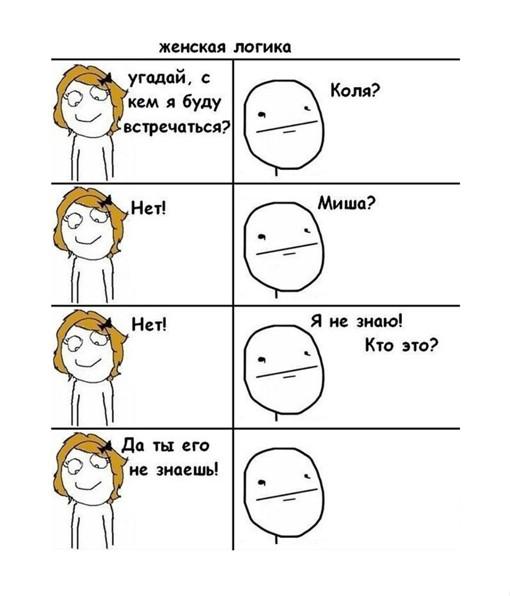 женская логика
угадай, с
кем я буду
встречаться?
Коля?
Нет!
Миша?
Нет!
Я не знаю!
Кто это?
Да ты его
не знаешь!